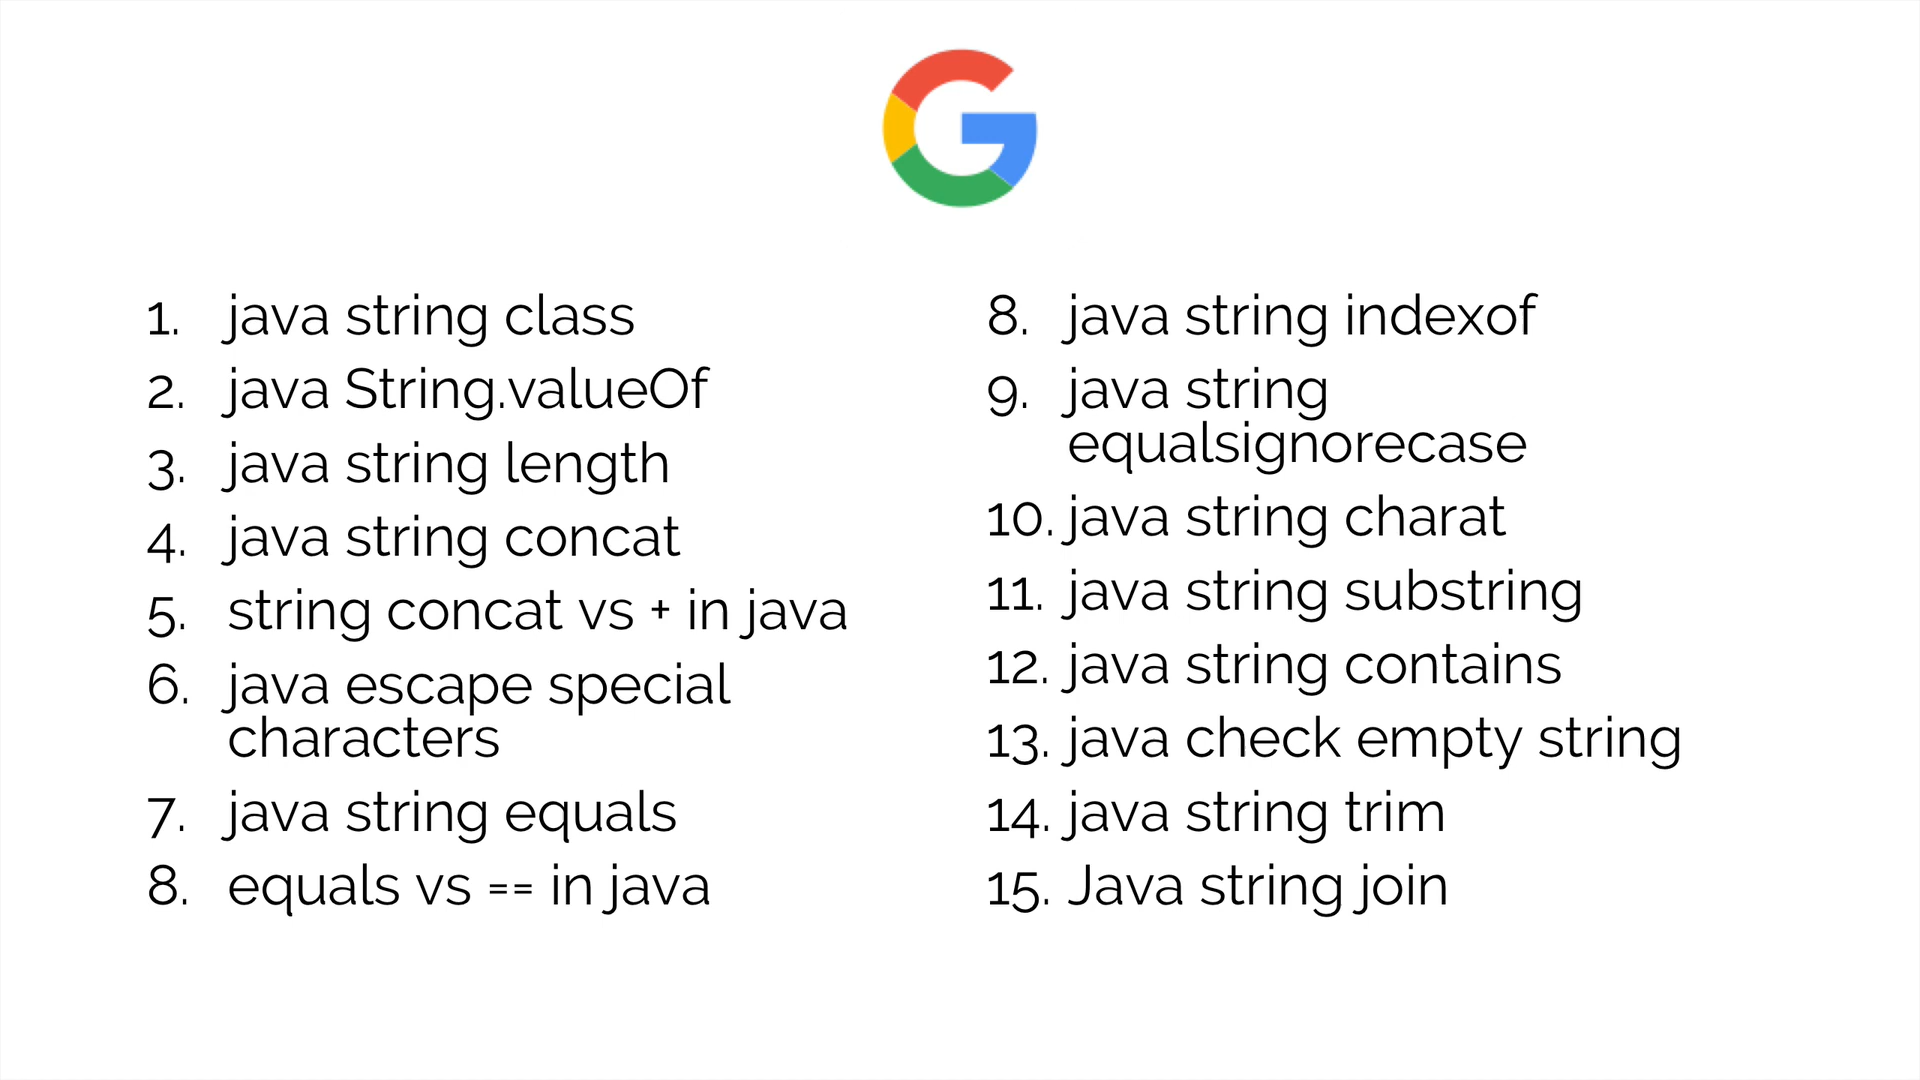 1. java string class
2. java String.valueOf
3. java string length
4. java string concat
5. string concat vs + in java
6. java escape special
characters
7. java string equals
8. equals vs == in java
8. java string indexof
9. java string
equalsignorecase
10. java string charat
11. java string substring
12. java string contains
13. java check empty string
14. java string trim
15. Java string join